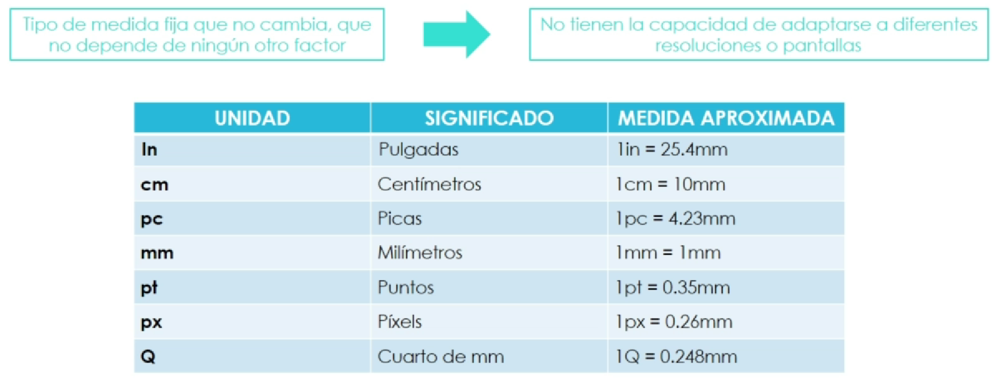 Tipo de medida fija que no cambia, que
no depende de ningún otro factor
No tienen la capacidad de adaptarse a diferentes
resoluciones o pantallas
UNIDAD SIGNIFICADO MEDIDA APROXIMADA
In Pulgadas 1in = 25.4mm
cm Centímetros 1cm = 10mm
pc Picas 1pc = 4.23mm
mm Milímetros 1mm = 1mm
pt Puntos 1pt = 0.35mm
px Píxels 1px = 0.26mm
Q Cuarto de mm 1Q = 0.248mm